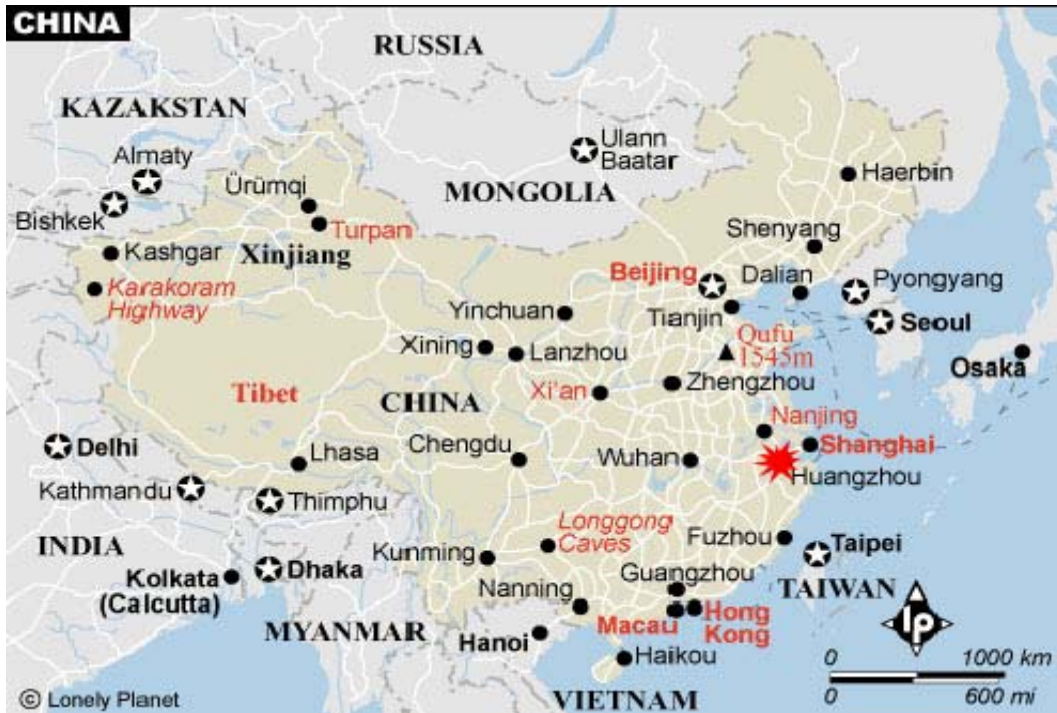 CHINA
RUSSIA
KAZAKSTAN
Almaty
Ulann
Baatar
Haerbin
Ürümqi
MONGOLIA
Bishkek
Turpan
Shenyang
Kashgar
Xinjiang
Beijing
Dalian
Pyongyang
Karakoram
Highway
Yinchuan
Tianjin
Seoul
Qufu
1545m
Xining
Lanzhou
Osaka
Tibet
Xi'an
Zhengzhou
CHINA
Nanjing
Delhi
Lhasa
Chengdu
Wuhan
Shanghai
Huangzhou
Kathmandu
Thimphu
Longgong
Caves
Fuzhou
Taipei
INDIA
Kunming
Kolkata
(Calcutta)
Dhaka
Nanning
Guangzhou
TAIWAN
MYANMAR
Hanoi
Macau
Hong
Kong
lp
Haikou
0 1000 km
0 600 mi
© Lonely Planet
VIETNAM